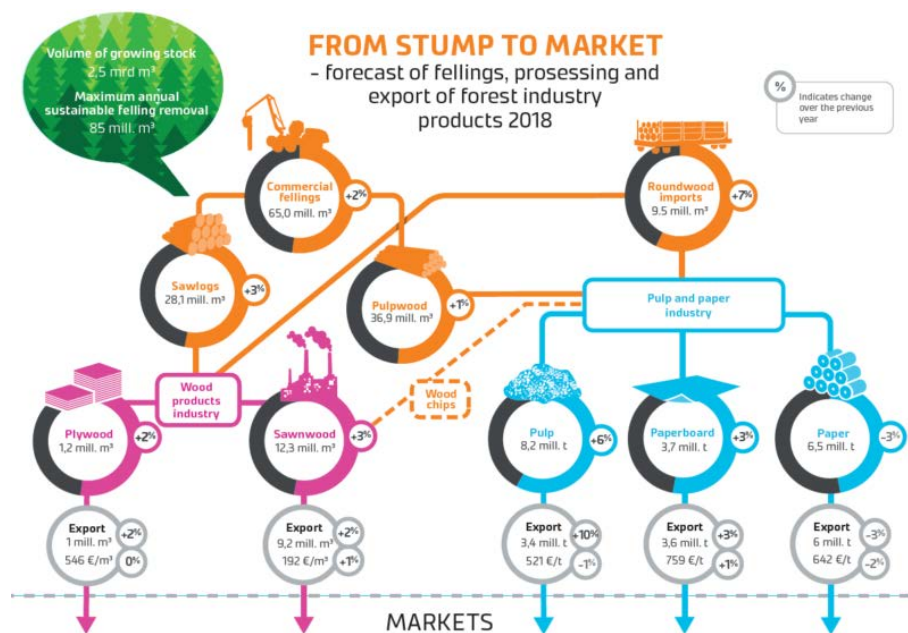 FROM STUMP TO MARKET
- forecast of fellings, prosessing and
export of forest industry
products 2018
Volume of growing stock
2,5 mrd m³
Maximum annual
sustainable felling removal
85 mill. m³
%
Indicates change
over the previous
year
Commercial
fellings
65,0 mill. m³
+2%
Roundwood
imports
9.5 mill. m³
+7%
Sawlogs
28,1 mill. m³
+3%
Pulpwood
36,9 mill. m³
+1%
Pulp and paper
industry
Wood
products
industry
Wood
chips
Plywood
1,2 mill. m³
+2%
Sawnwood
12,3 mill. m³
+3%
Pulp
8,2 mill. t
+6%
Paperboard
3,7 mill. t
+3%
Paper
6,5 mill. t
-3%
Export
1 mill. m³
546 €/m³
+2%
0%
Export
9,2 mill. m³
192 €/m³
+2%
+1%
Export
3,4 mill. t
521 €/t
+10%
-1%
Export
3,6 mill. t
759 €/t
+3%
+1%
Export
6 mill. t
642 €/t
-3%
-2%
MARKETS